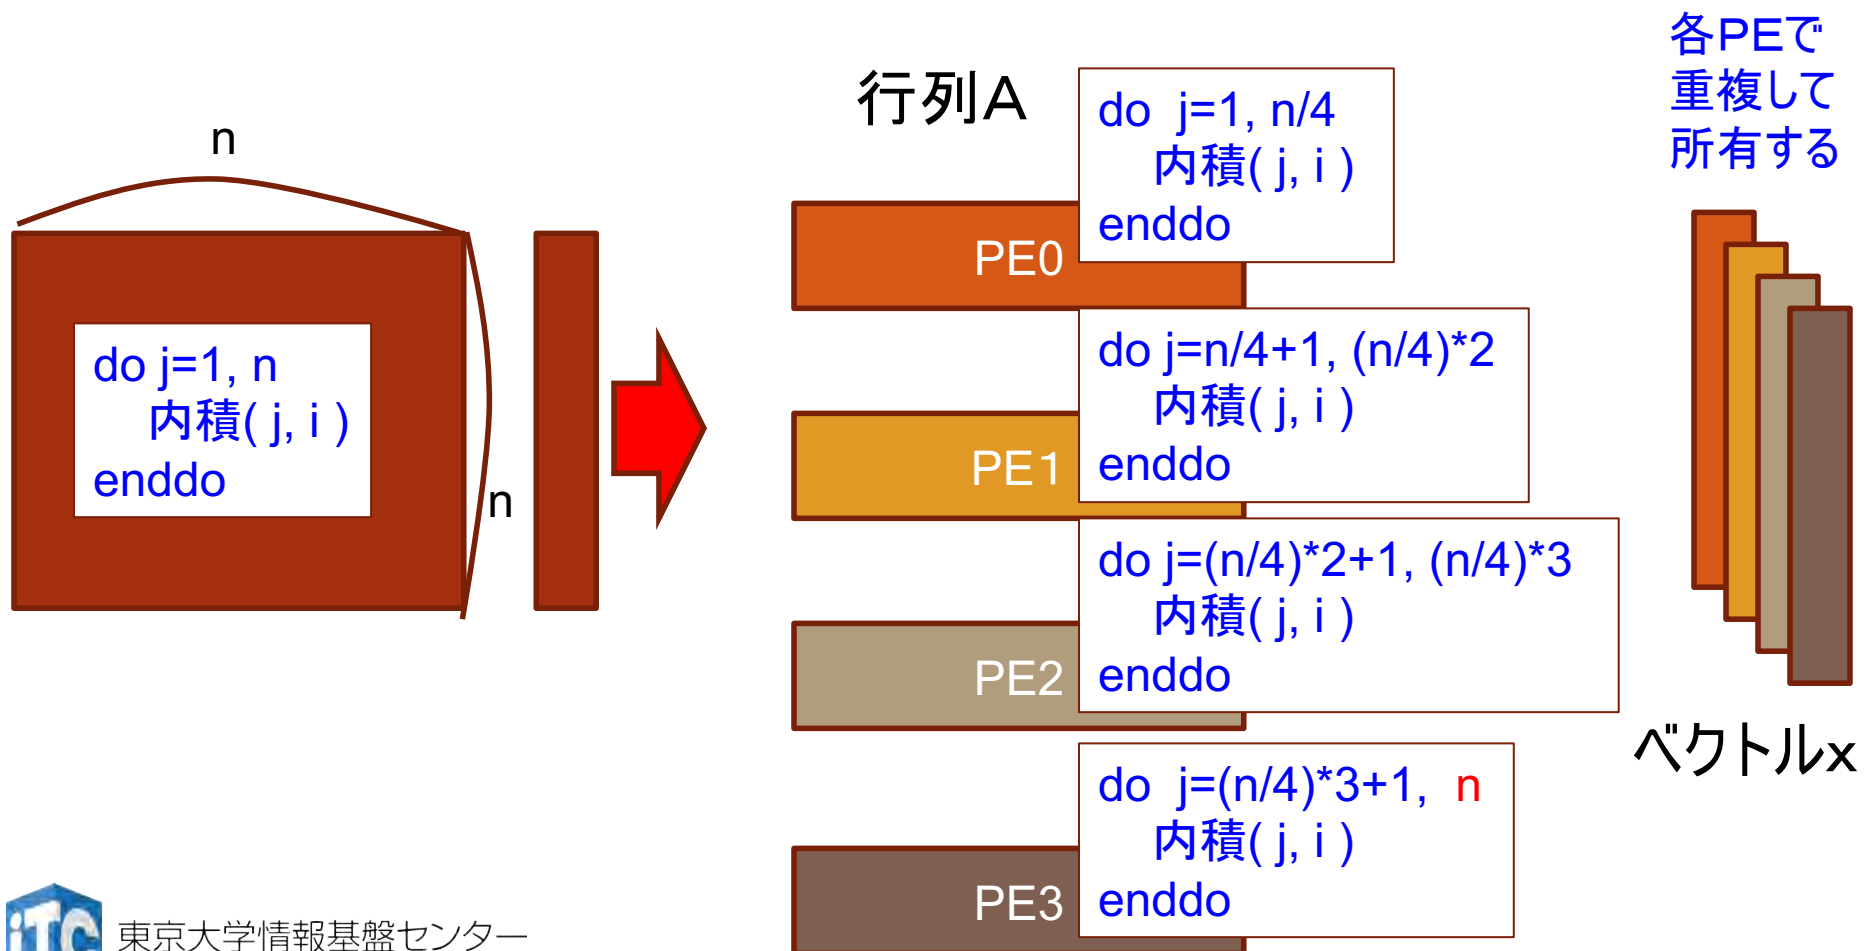 n
do j=1, n
内積( j, i )
enddo
n
行列A
do j=1, n/4
内積( j, i )
enddo
PE0
do j=n/4+1, (n/4)*2
内積( j, i )
enddo
PE1
do j=(n/4)*2+1, (n/4)*3
内積( j, i )
enddo
PE2
do j=(n/4)*3+1, n
内積( j, i )
enddo
PE3
各PEで
重複して
所有する
ベクトルx
iTC
東京大学情報基盤センター